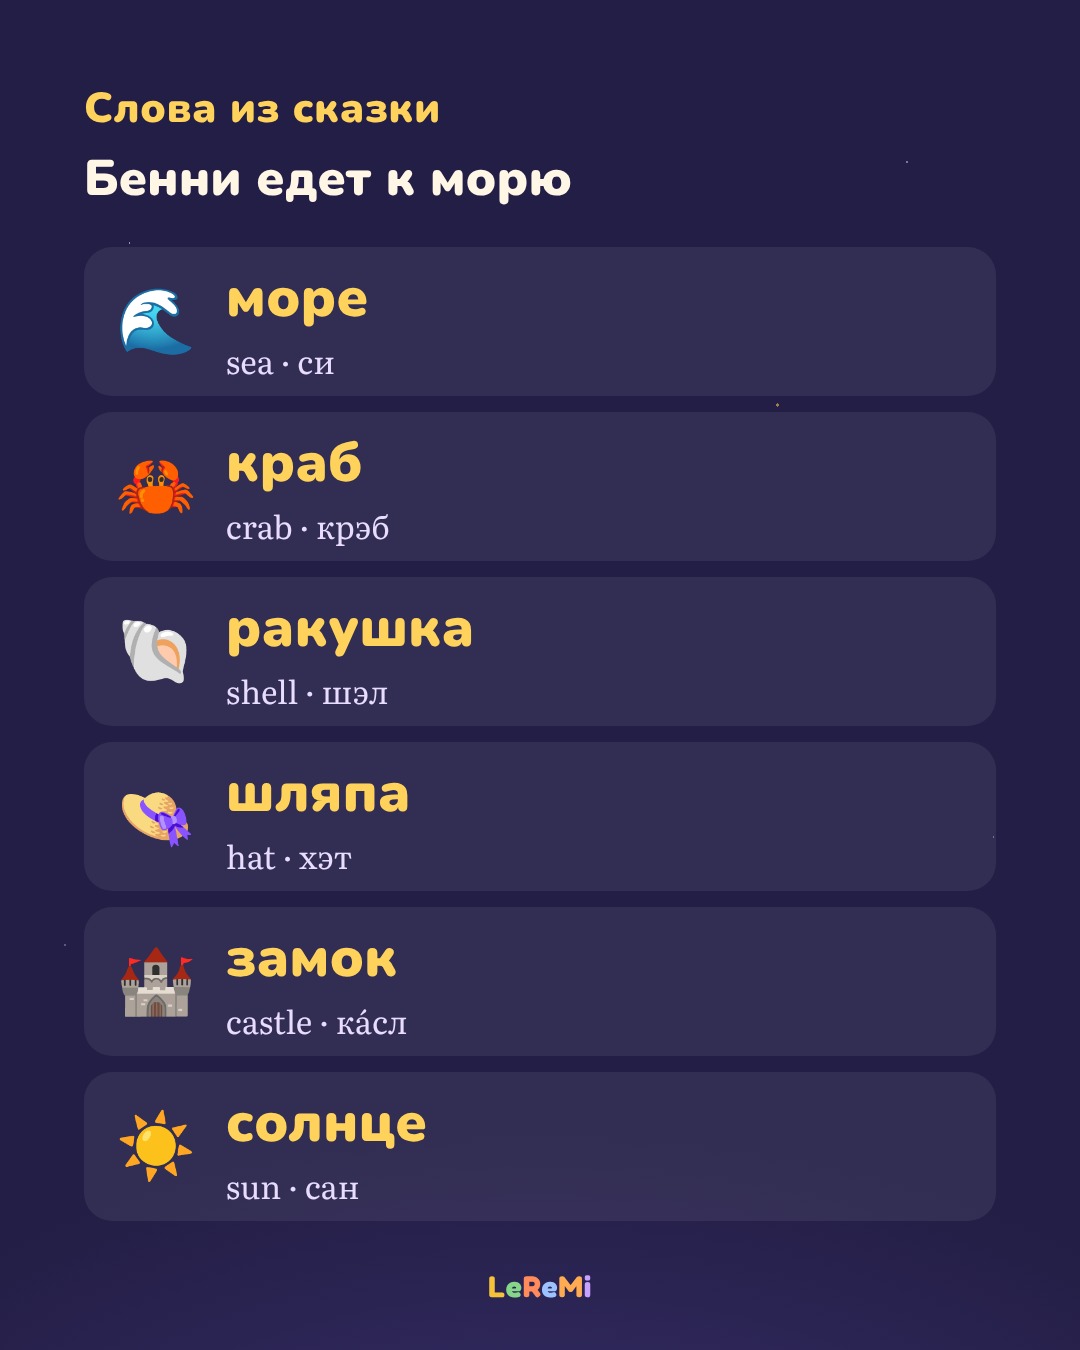 Слова из сказки
Бенни едет к морю
море
sea · си
краб
crab · крэб
ракушка
shell · шэл
шляпа
hat · хэт
замок
castle · ка́сл
солнце
sun · сан
LeReMi